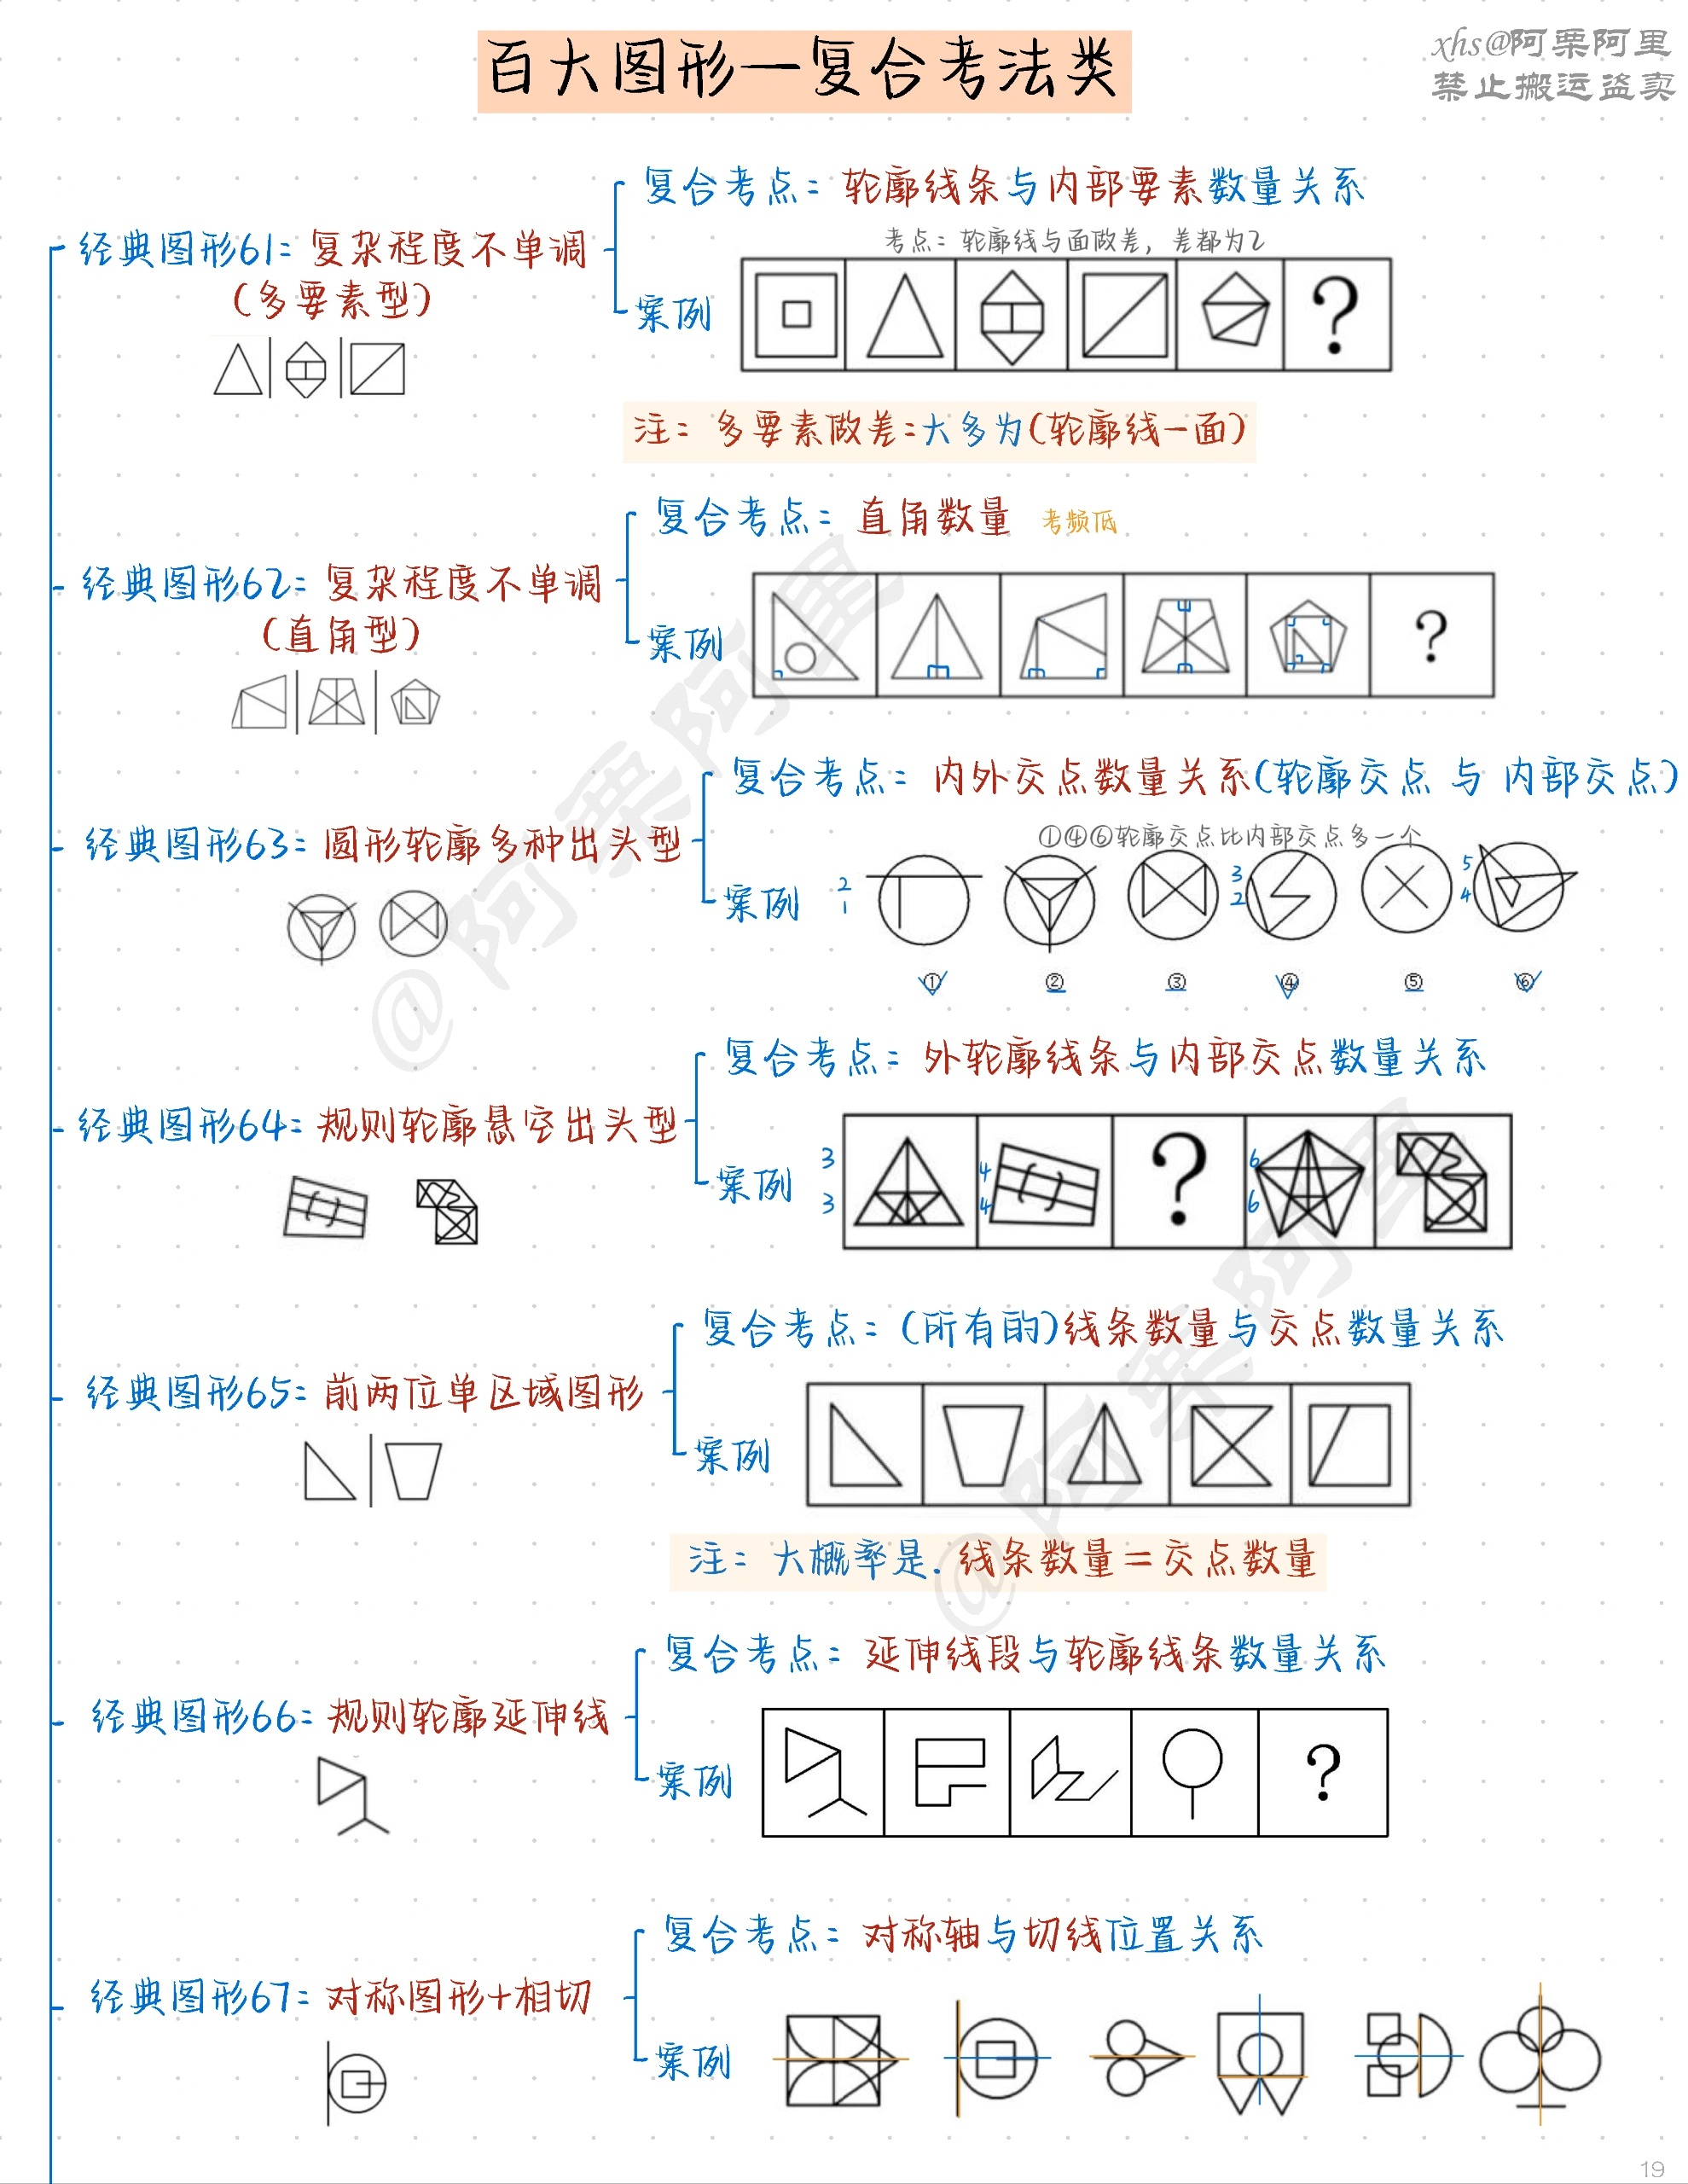 百大图形—复合考法类
xhs@阿栗阿里
禁止搬运盗卖
复合考点：轮廓线条与内部要素数量关系
经典图形61：复杂程度不单调
（多要素型）
考点：轮廓线与面做差，差都为2
案例
?
注：多要素做差：大多为（轮廓线—面）
复合考点：直角数量 考频低
经典图形62：复杂程度不单调
（直角型）
案例
?
复合考点：内外交点数量关系（轮廓交点 与 内部交点）
经典图形63：圆形轮廓多种出头型
①④⑥轮廓交点比内部交点多一个
案例
2
1
3
2
5
4
① ② ③ ④ ⑤ ⑥
复合考点：外轮廓线条与内部交点数量关系
经典图形64：规则轮廓悬空出头型
案例
3
3
4
4
?
6
6
复合考点：（所有的）线条数量与交点数量关系
经典图形65：前两位单区域图形
案例
注：大概率是.线条数量=交点数量
复合考点：延伸线段与轮廓线条数量关系
经典图形66：规则轮廓延伸线
案例
?
复合考点：对称轴与切线位置关系
经典图形67：对称图形+相切
案例
@阿栗阿里
@阿栗阿里
19